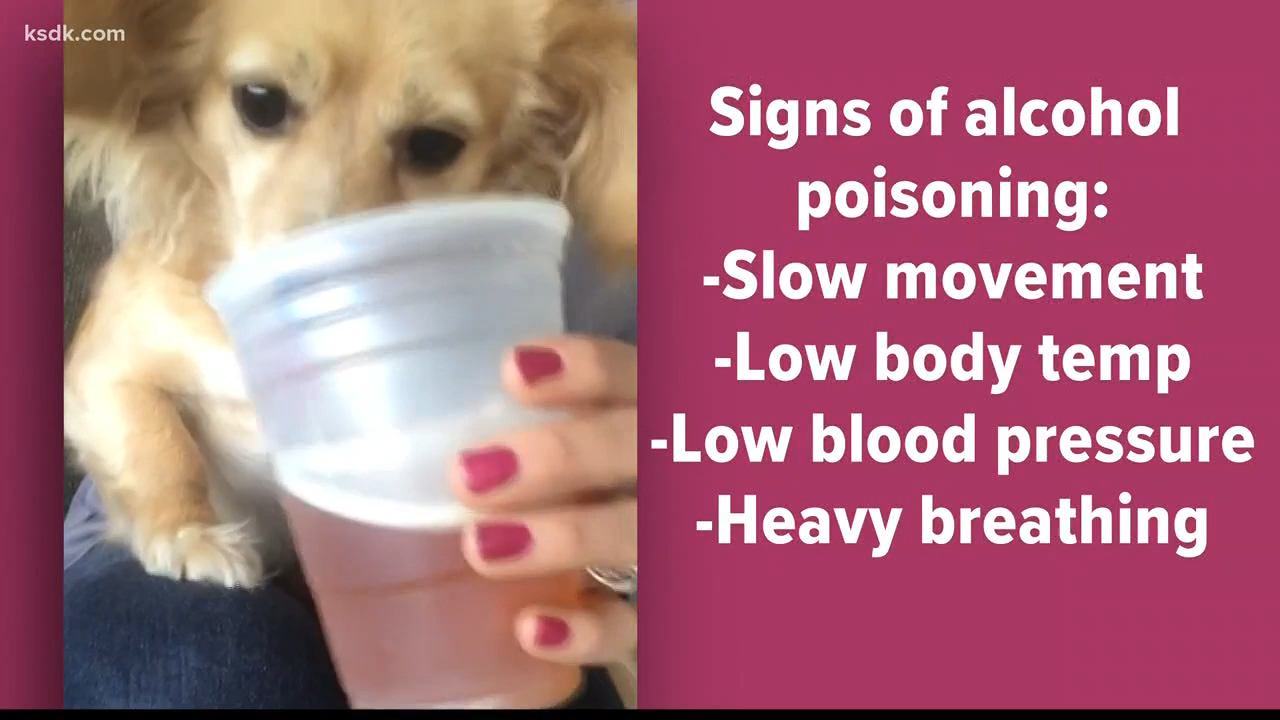 ksdk.com
Signs of alcohol
poisoning:
-Slow movement
-Low body temp
-Low blood pressure
-Heavy breathing